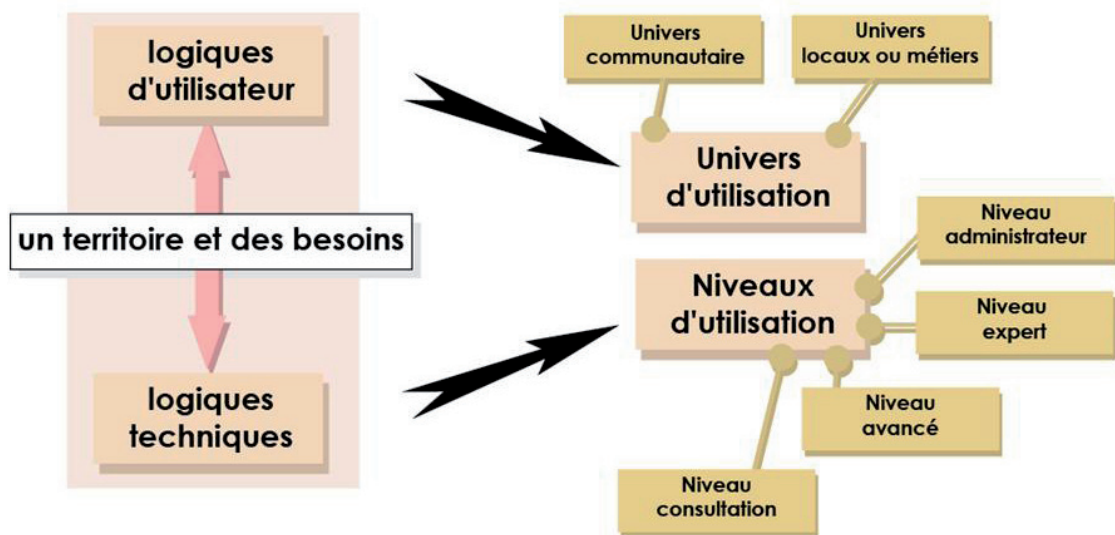 logiques
d'utilisateur
un territoire et des besoins
logiques
techniques
Univers
communautaire
Univers
locaux ou métiers
Univers
d'utilisation
Niveaux
d'utilisation
Niveau
administrateur
Niveau
expert
Niveau
avancé
Niveau
consultation